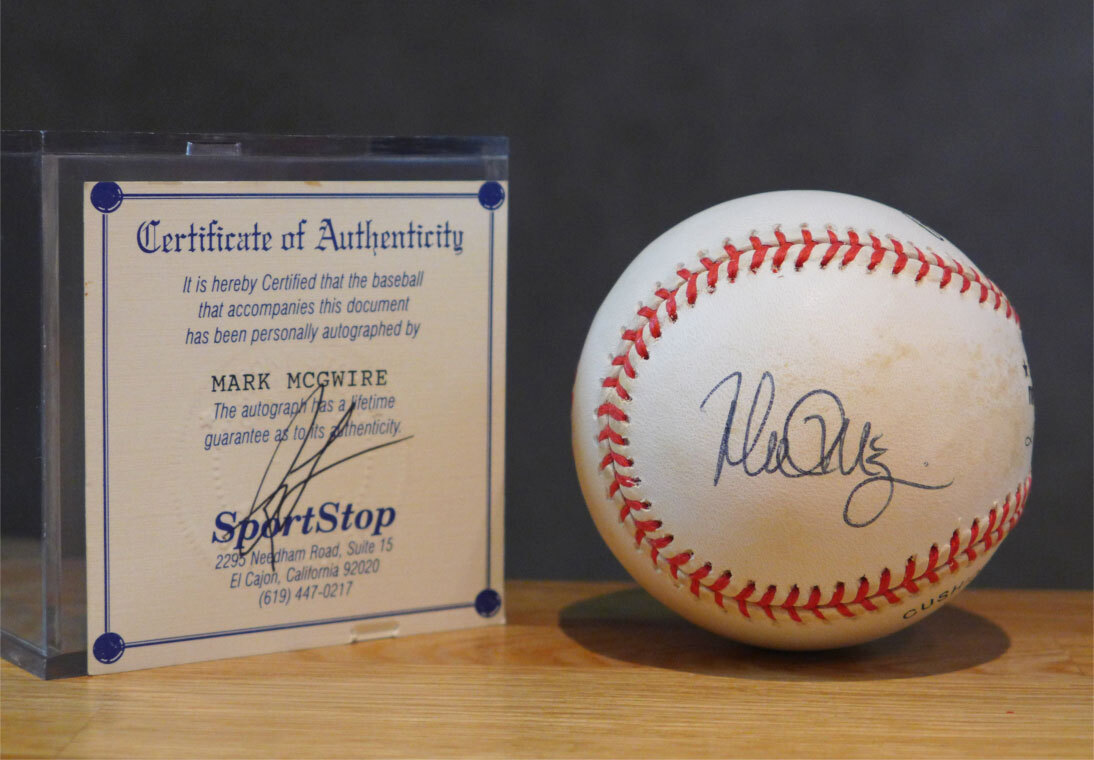 Certificate of Authenticity
It is hereby Certified that the baseball
that accompanies this document
has been personally autographed by
MARK MCGWIRE
The autograph has a lifetime
guarantee as to its authenticity.
SportStop
2295 Needham Road, Suite 15
El Cajon, California 92020
(619) 447-0217
CUSH